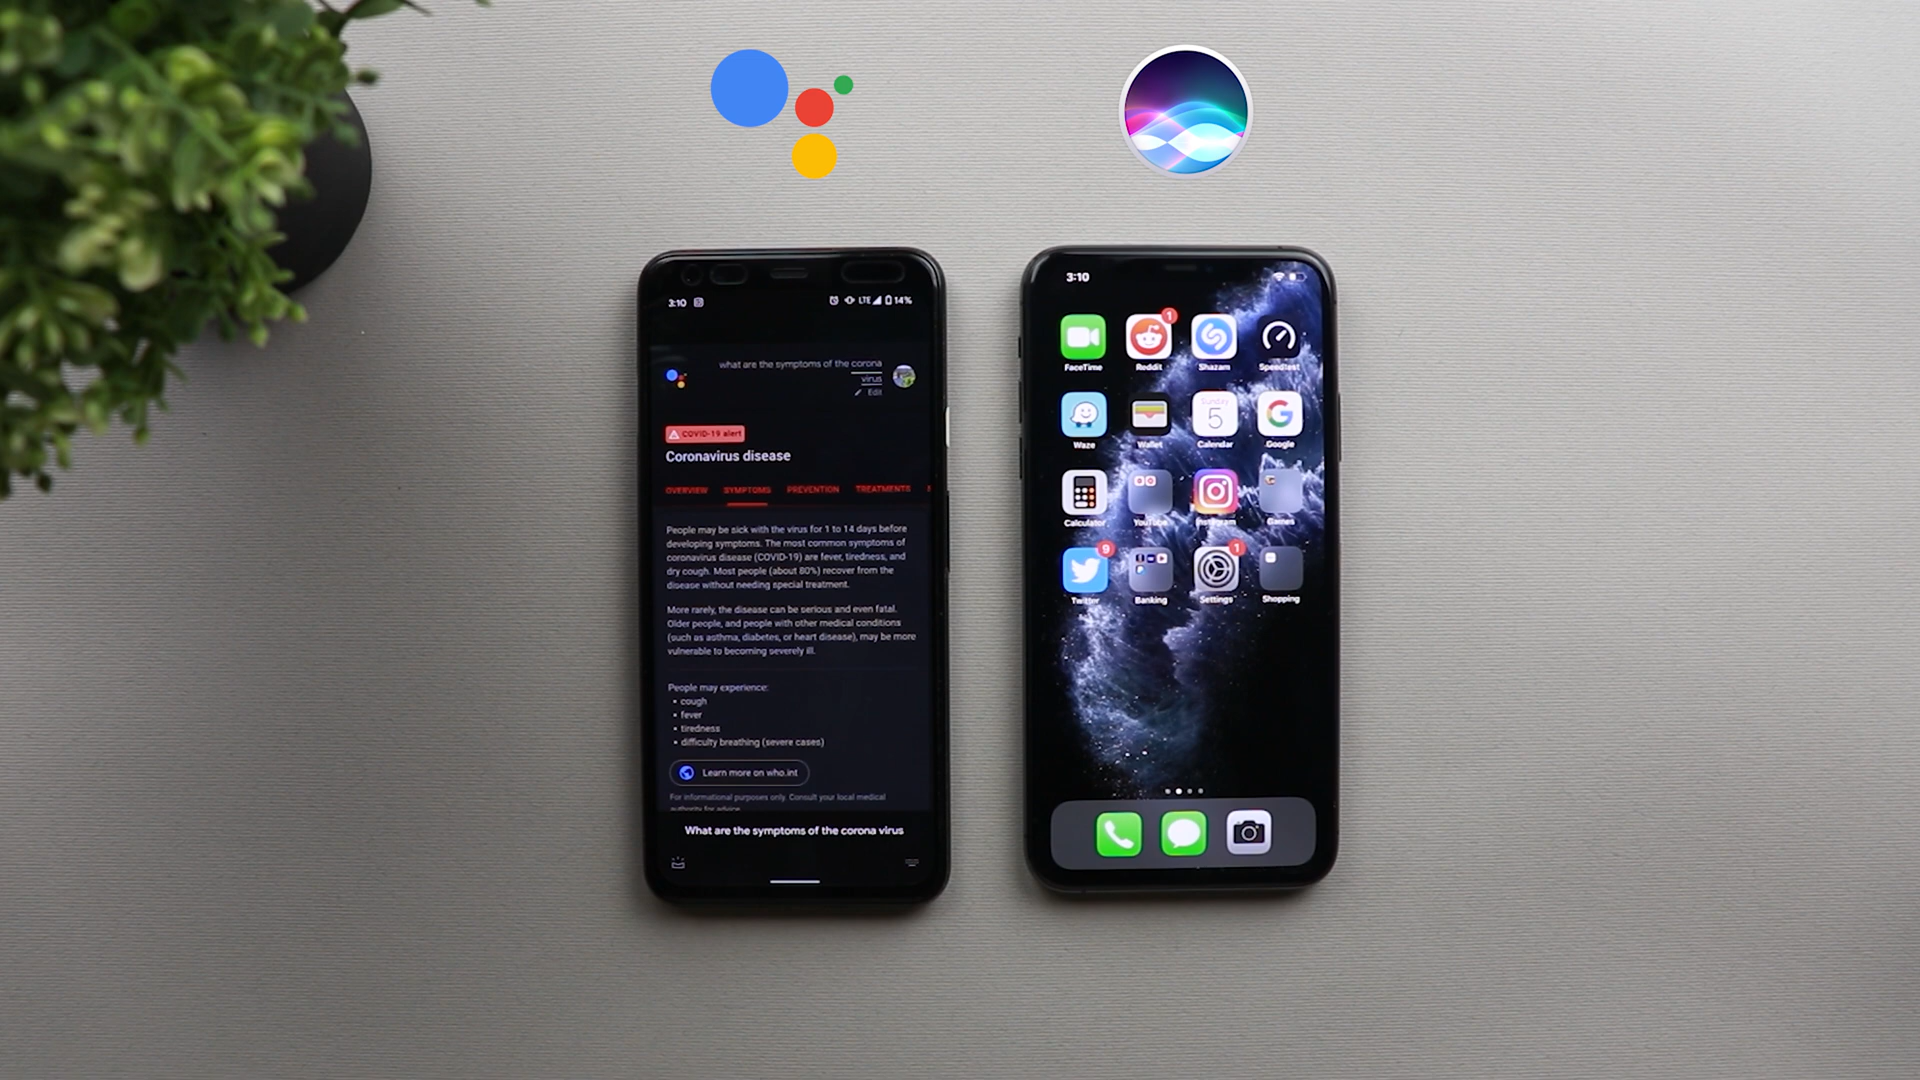 3:10
LTE 14%
what are the symptoms of the corona
virus
Edit
COVID-19 alert
Coronavirus disease
OVERVIEW SYMPTOMS PREVENTION TREATMENTS
People may be sick with the virus for 1 to 14 days before
developing symptoms. The most common symptoms of
coronavirus disease (COVID-19) are fever, tiredness, and
dry cough. Most people (about 80%) recover from the
disease without needing special treatment.
More rarely, the disease can be serious and even fatal.
Older people, and people with other medical conditions
(such as asthma, diabetes, or heart disease), may be more
vulnerable to becoming severely ill.
People may experience:
• cough
• fever
• tiredness
• difficulty breathing (severe cases)
Learn more on who.int
For informational purposes only. Consult your local medical
authority for advice.
What are the symptoms of the corona virus
3:10
1
FaceTime Reddit Shazam Speedtest
Sunday
5
G
Waze Wallet Calendar Google
Calculator YouTube Instagram Games
9 1
Twitter Banking Settings Shopping